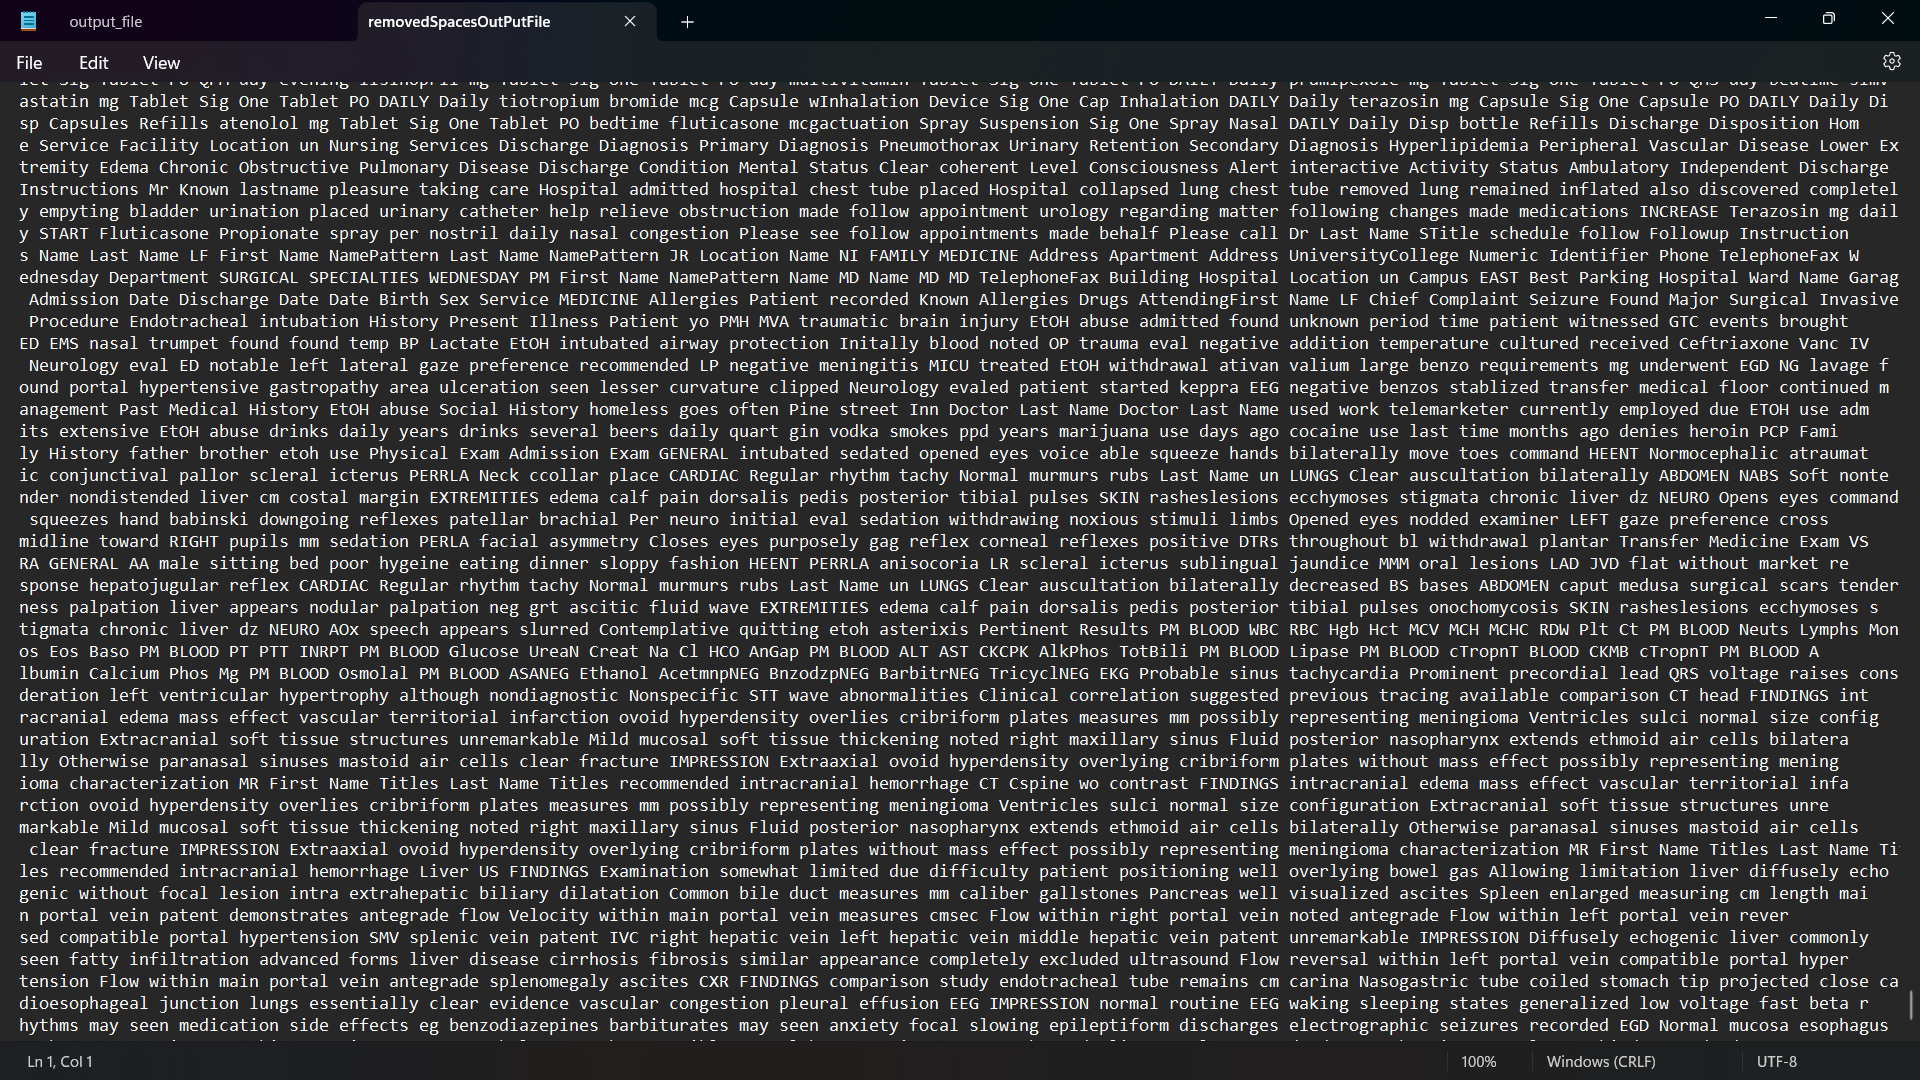 output_file
removedSpacesOutPutFile
File Edit View
astatin mg Tablet Sig One Tablet PO DAILY Daily tiotropium bromide mcg Capsule wInhalation Device Sig One Cap Inhalation DAILY Daily terazosin mg Capsule Sig One Capsule PO DAILY Daily Di
sp Capsules Refills atenolol mg Tablet Sig One Tablet PO bedtime fluticasone mcgactuation Spray Suspension Sig One Spray Nasal DAILY Daily Disp bottle Refills Discharge Disposition Hom
e Service Facility Location un Nursing Services Discharge Diagnosis Primary Diagnosis Pneumothorax Urinary Retention Secondary Diagnosis Hyperlipidemia Peripheral Vascular Disease Lower Ex
tremity Edema Chronic Obstructive Pulmonary Disease Discharge Condition Mental Status Clear coherent Level Consciousness Alert interactive Activity Status Ambulatory Independent Discharge
Instructions Mr Known lastname pleasure taking care Hospital admitted hospital chest tube placed Hospital collapsed lung chest tube removed lung remained inflated also discovered completel
y empyting bladder urination placed urinary catheter help relieve obstruction made follow appointment urology regarding matter following changes made medications INCREASE Terazosin mg dail
y START Fluticasone Propionate spray per nostril daily nasal congestion Please see follow appointments made behalf Please call Dr Last Name STitle schedule follow Followup Instruction
s Name Last Name LF First Name NamePattern Last Name NamePattern JR Location Name NI FAMILY MEDICINE Address Apartment Address UniversityCollege Numeric Identifier Phone TelephoneFax W
ednesday Department SURGICAL SPECIALTIES WEDNESDAY PM First Name NamePattern Name MD Name MD MD TelephoneFax Building Hospital Location un Campus EAST Best Parking Hospital Ward Name Garag
Admission Date Discharge Date Date Birth Sex Service MEDICINE Allergies Patient recorded Known Allergies Drugs AttendingFirst Name LF Chief Complaint Seizure Found Major Surgical Invasive
Procedure Endotracheal intubation History Present Illness Patient yo PMH MVA traumatic brain injury EtOH abuse admitted found unknown period time patient witnessed GTC events brought
ED EMS nasal trumpet found found temp BP Lactate EtOH intubated airway protection Initally blood noted OP trauma eval negative addition temperature cultured received Ceftriaxone Vanc IV
Neurology eval ED notable left lateral gaze preference recommended LP negative meningitis MICU treated EtOH withdrawal ativan valium large benzo requirements mg underwent EGD NG lavage f
ound portal hypertensive gastropathy area ulceration seen lesser curvature clipped Neurology evaled patient started keppra EEG negative benzos stablized transfer medical floor continued m
anagement Past Medical History EtOH abuse Social History homeless goes often Pine street Inn Doctor Last Name Doctor Last Name used work telemarketer currently employed due ETOH use adm
its extensive EtOH abuse drinks daily years drinks several beers daily quart gin vodka smokes ppd years marijuana use days ago cocaine use last time months ago denies heroin PCP Fami
ly History father brother etoh use Physical Exam Admission Exam GENERAL intubated sedated opened eyes voice able squeeze hands bilaterally move toes command HEENT Normocephalic atraumat
ic conjunctival pallor scleral icterus PERRLA Neck ccollar place CARDIAC Regular rhythm tachy Normal murmurs rubs Last Name un LUNGS Clear auscultation bilaterally ABDOMEN NABS Soft nonte
nder nondistended liver cm costal margin EXTREMITIES edema calf pain dorsalis pedis posterior tibial pulses SKIN rasheslesions ecchymoses stigmata chronic liver dz NEURO Opens eyes command
squeezes hand babinski downgoing reflexes patellar brachial Per neuro initial eval sedation withdrawing noxious stimuli limbs Opened eyes nodded examiner LEFT gaze preference cross
midline toward RIGHT pupils mm sedation PERLA facial asymmetry Closes eyes purposely gag reflex corneal reflexes positive DTRs throughout bl withdrawal plantar Transfer Medicine Exam VS
RA GENERAL AA male sitting bed poor hygeine eating dinner sloppy fashion HEENT PERRLA anisocoria LR scleral icterus sublingual jaundice MMM oral lesions LAD JVD flat without market re
sponse hepatojugular reflex CARDIAC Regular rhythm tachy Normal murmurs rubs Last Name un LUNGS Clear auscultation bilaterally decreased BS bases ABDOMEN caput medusa surgical scars tender
ness palpation liver appears nodular palpation neg grt ascitic fluid wave EXTREMITIES edema calf pain dorsalis pedis posterior tibial pulses onochomycosis SKIN rasheslesions ecchymoses s
tigmata chronic liver dz NEURO AOx speech appears slurred Contemplative quitting etoh asterixis Pertinent Results PM BLOOD WBC RBC Hgb Hct MCV MCH MCHC RDW Plt Ct PM BLOOD Neuts Lymphs Mon
os Eos Baso PM BLOOD PT PTT INRPT PM BLOOD Glucose UreaN Creat Na Cl HCO AnGap PM BLOOD ALT AST CKCPK AlkPhos TotBili PM BLOOD Lipase PM BLOOD cTropnT BLOOD CKMB cTropnT PM BLOOD A
lbumin Calcium Phos Mg PM BLOOD Osmolal PM BLOOD ASANEG Ethanol AcetmnpNEG BnzodzpNEG BarbitrNEG TricyclNEG EKG Probable sinus tachycardia Prominent precordial lead QRS voltage raises cons
deration left ventricular hypertrophy although nondiagnostic Nonspecific STT wave abnormalities Clinical correlation suggested previous tracing available comparison CT head FINDINGS int
racranial edema mass effect vascular territorial infarction ovoid hyperdensity overlies cribriform plates measures mm possibly representing meningioma Ventricles sulci normal size config
uration Extracranial soft tissue structures unremarkable Mild mucosal soft tissue thickening noted right maxillary sinus Fluid posterior nasopharynx extends ethmoid air cells bilatera
lly Otherwise paranasal sinuses mastoid air cells clear fracture IMPRESSION Extraaxial ovoid hyperdensity overlying cribriform plates without mass effect possibly representing mening
ioma characterization MR First Name Titles Last Name Titles recommended intracranial hemorrhage CT Cspine wo contrast FINDINGS intracranial edema mass effect vascular territorial infa
rction ovoid hyperdensity overlies cribriform plates measures mm possibly representing meningioma Ventricles sulci normal size configuration Extracranial soft tissue structures unre
markable Mild mucosal soft tissue thickening noted right maxillary sinus Fluid posterior nasopharynx extends ethmoid air cells bilaterally Otherwise paranasal sinuses mastoid air cells
clear fracture IMPRESSION Extraaxial ovoid hyperdensity overlying cribriform plates without mass effect possibly representing meningioma characterization MR First Name Titles Last Name Ti
les recommended intracranial hemorrhage Liver US FINDINGS Examination somewhat limited due difficulty patient positioning well overlying bowel gas Allowing limitation liver diffusely echo
genic without focal lesion intra extrahepatic biliary dilatation Common bile duct measures mm caliber gallstones Pancreas well visualized ascites Spleen enlarged measuring cm length mai
n portal vein patent demonstrates antegrade flow Velocity within main portal vein measures cmsec Flow within right portal vein noted antegrade Flow within left portal vein rever
sed compatible portal hypertension SMV splenic vein patent IVC right hepatic vein left hepatic vein middle hepatic vein patent unremarkable IMPRESSION Diffusely echogenic liver commonly
seen fatty infiltration advanced forms liver disease cirrhosis fibrosis similar appearance completely excluded ultrasound Flow reversal within left portal vein compatible portal hyper
tension Flow within main portal vein antegrade splenomegaly ascites CXR FINDINGS comparison study endotracheal tube remains cm carina Nasogastric tube coiled stomach tip projected close ca
dioesophageal junction lungs essentially clear evidence vascular congestion pleural effusion EEG IMPRESSION normal routine EEG waking sleeping states generalized low voltage fast beta r
hythms may seen medication side effects eg benzodiazepines barbiturates may seen anxiety focal slowing epileptiform discharges electrographic seizures recorded EGD Normal mucosa esophagus
Ln 1, Col 1 100% Windows (CRLF) UTF-8